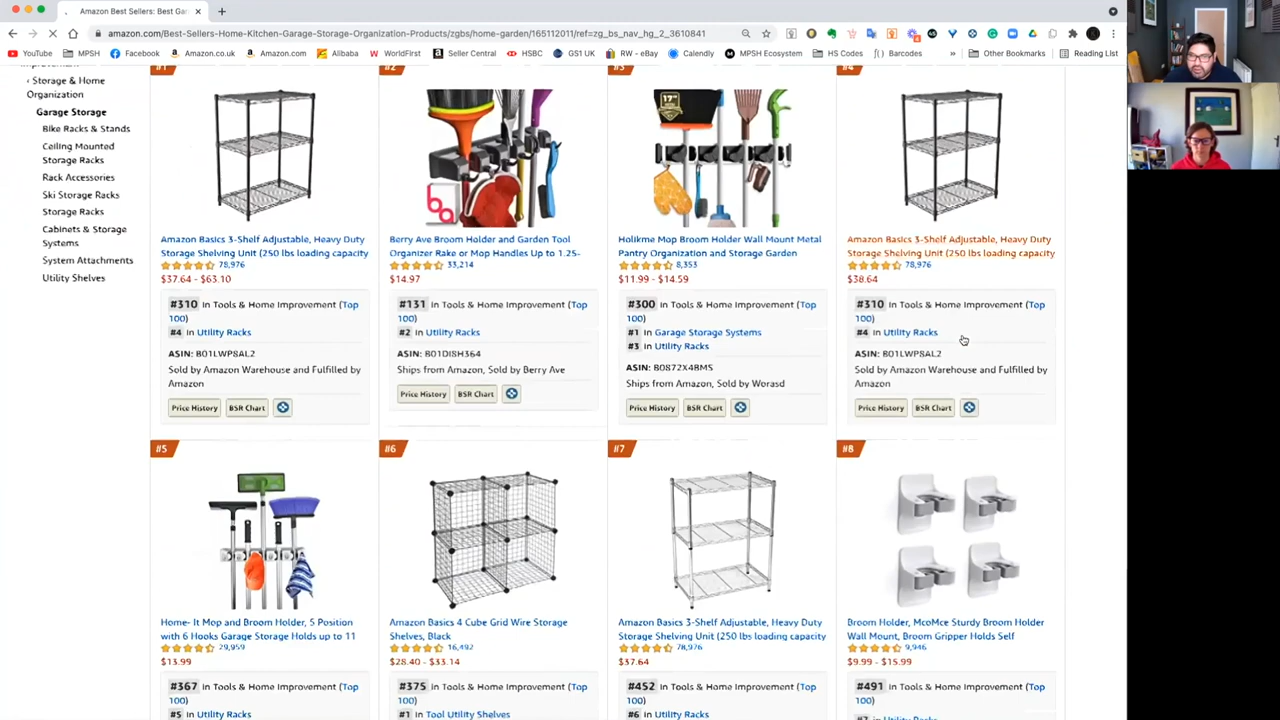 Amazon Best Sellers: Best Gar
amazon.com/Best-Sellers-Home-Kitchen-Garage-Storage-Organization-Products/zgbs/home-garden/165112011/ref=zg_bs_nav_hg_2_3610841
YouTube MPSH Facebook Amazon.co.uk Amazon.com Alibaba WorldFirst Seller Central HSBC GS1 UK RW - eBay Calendly MPSH Ecosystem HS Codes Barcodes » Other Bookmarks Reading List
‹ Storage & Home
Organization
Garage Storage
Bike Racks & Stands
Ceiling Mounted
Storage Racks
Rack Accessories
Ski Storage Racks
Storage Racks
Cabinets & Storage
Systems
System Attachments
Utility Shelves
#1
Amazon Basics 3-Shelf Adjustable, Heavy Duty
Storage Shelving Unit (250 lbs loading capacity
78,976
$37.64 - $63.10
#310 in Tools & Home Improvement (Top
100)
#4 in Utility Racks
ASIN: B01LWP8AL2
Sold by Amazon Warehouse and Fulfilled by
Amazon
Price History BSR Chart
#2
ba
Berry Ave Broom Holder and Garden Tool
Organizer Rake or Mop Handles Up to 1.25-
33,214
$14.97
#131 in Tools & Home Improvement (Top
100)
#2 in Utility Racks
ASIN: B01DISH364
Ships from Amazon, Sold by Berry Ave
Price History BSR Chart
#3
17"
Holikme Mop Broom Holder Wall Mount Metal
Pantry Organization and Storage Garden
8,353
$11.99 - $14.59
#300 in Tools & Home Improvement (Top
100)
#1 in Garage Storage Systems
#3 in Utility Racks
ASIN: B0872X4BMS
Ships from Amazon, Sold by Worasd
Price History BSR Chart
#4
Amazon Basics 3-Shelf Adjustable, Heavy Duty
Storage Shelving Unit (250 lbs loading capacity
78,976
$38.64
#310 in Tools & Home Improvement (Top
100)
#4 in Utility Racks
ASIN: B01LWP8AL2
Sold by Amazon Warehouse and Fulfilled by
Amazon
Price History BSR Chart
#5
Home- It Mop and Broom Holder, 5 Position
with 6 Hooks Garage Storage Holds up to 11
29,959
$13.99
#367 in Tools & Home Improvement (Top
100)
#5 in Utility Racks
#6
Amazon Basics 4 Cube Grid Wire Storage
Shelves, Black
16,492
$28.40 - $33.14
#375 in Tools & Home Improvement (Top
100)
#1 in Tool Utility Shelves
#7
Amazon Basics 3-Shelf Adjustable, Heavy Duty
Storage Shelving Unit (250 lbs loading capacity
78,976
$37.64
#452 in Tools & Home Improvement (Top
100)
#6 in Utility Racks
#8
Broom Holder, McoMce Sturdy Broom Holder
Wall Mount, Broom Gripper Holds Self
9,946
$9.99 - $15.99
#491 in Tools & Home Improvement (Top
100)
#7 in Utility Racks